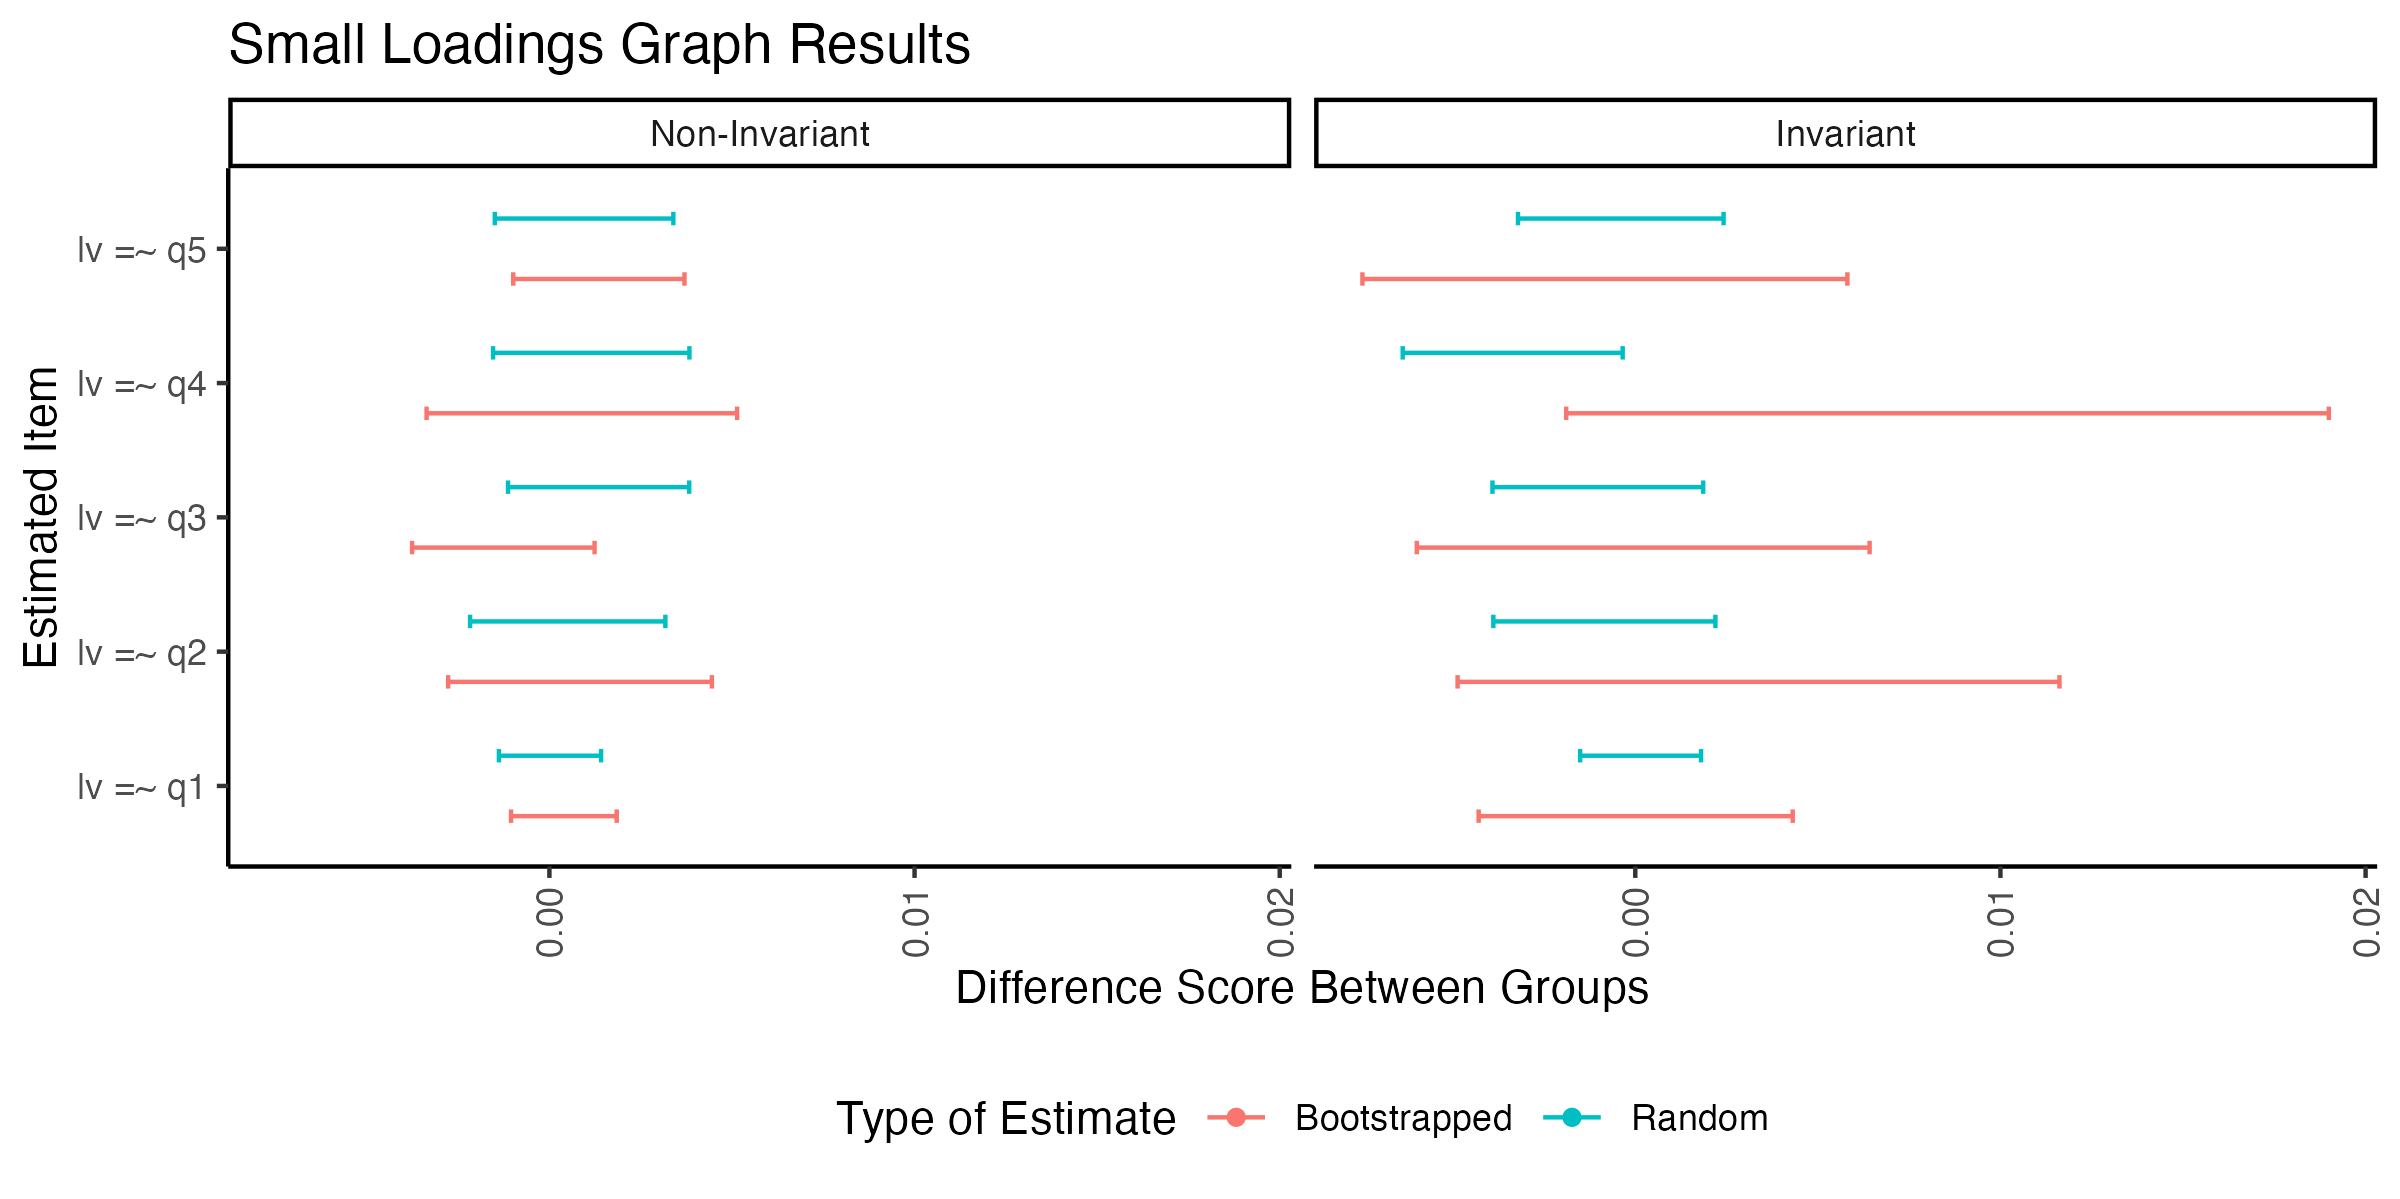 Small Loadings Graph Results
Non-Invariant
Invariant
Estimated Item
lv =~ q5
lv =~ q4
lv =~ q3
lv =~ q2
lv =~ q1
0.00
0.01
0.02
0.00
0.01
0.02
Difference Score Between Groups
Type of Estimate Bootstrapped Random